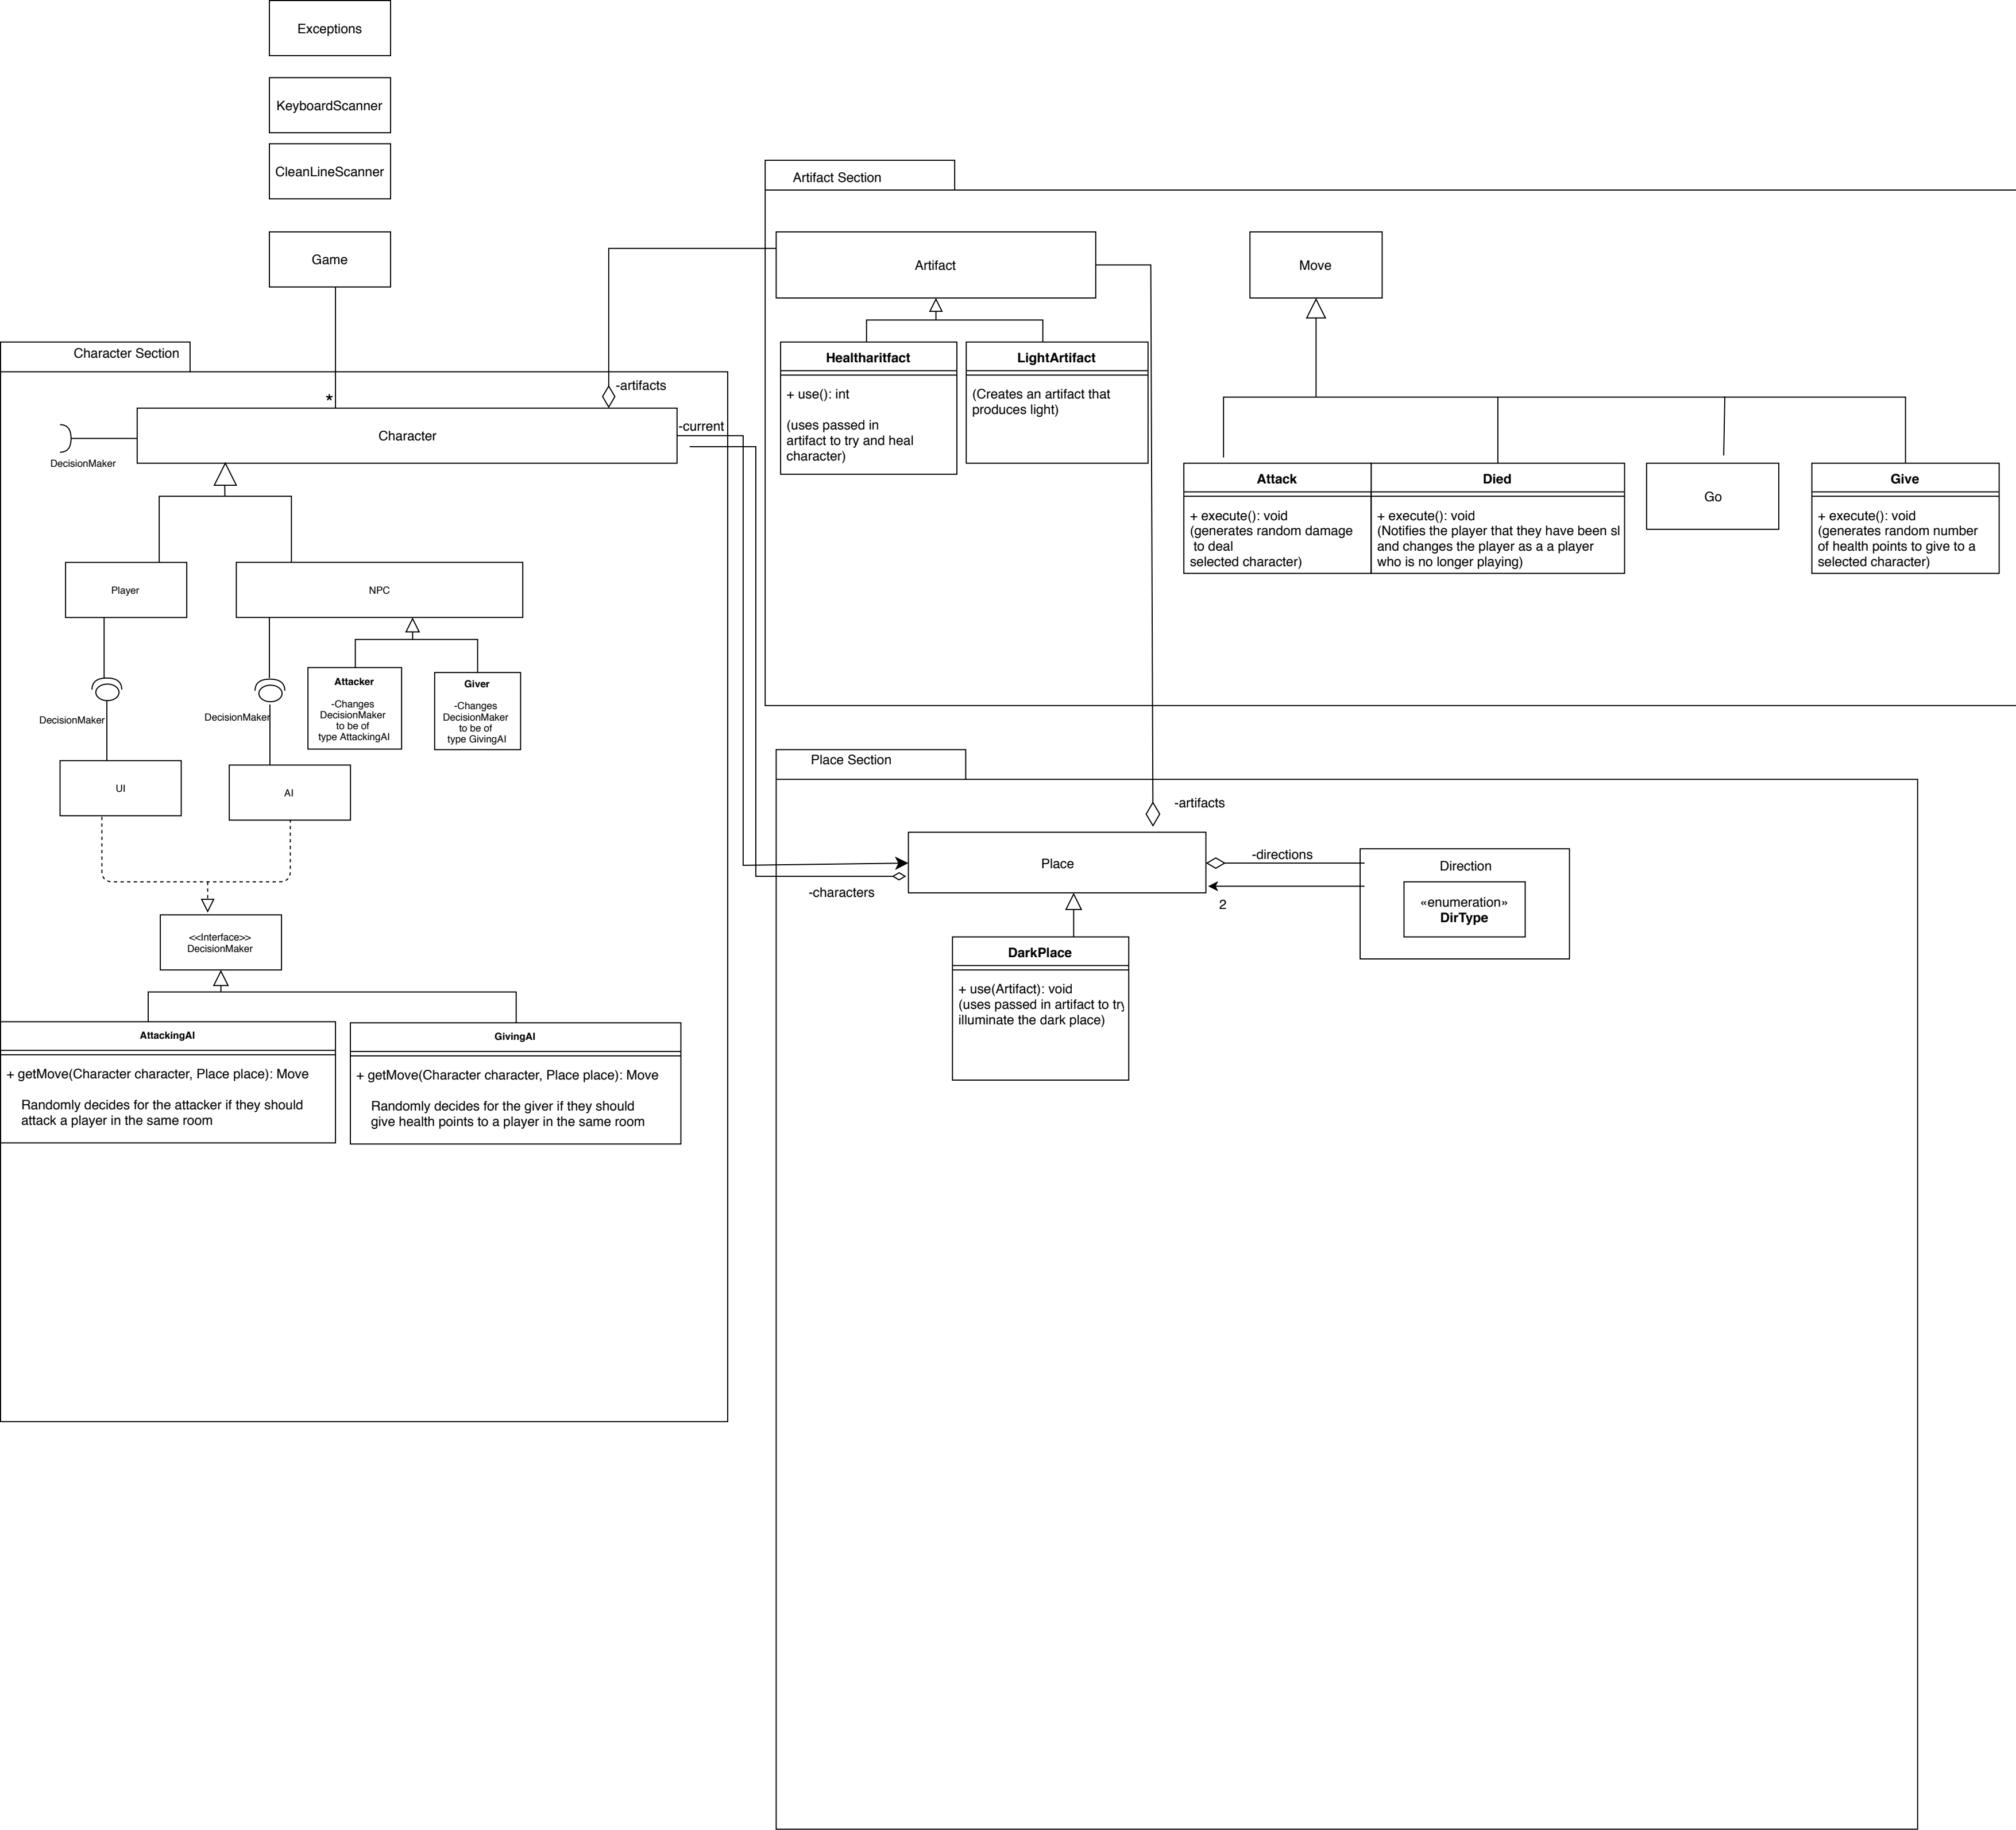 Exceptions
KeyboardScanner
CleanLineScanner
Game
Character Section
*
-artifacts
Character
-current
DecisionMaker
Player
NPC
Attacker
-Changes
DecisionMaker
to be of
type AttackingAI
Giver
-Changes
DecisionMaker
to be of
type GivingAI
DecisionMaker
DecisionMaker
UI
AI
<<Interface>>
DecisionMaker
AttackingAI
+ getMove(Character character, Place place): Move
Randomly decides for the attacker if they should
attack a player in the same room
GivingAI
+ getMove(Character character, Place place): Move
Randomly decides for the giver if they should
give health points to a player in the same room
Artifact Section
Artifact
Move
Healtharitfact
+ use(): int
(uses passed in
artifact to try and heal
character)
LightArtifact
(Creates an artifact that
produces light)
Attack
+ execute(): void
(generates random damage
to deal
selected character)
Died
+ execute(): void
(Notifies the player that they have been sl
and changes the player as a a player
who is no longer playing)
Go
Give
+ execute(): void
(generates random number
of health points to give to a
selected character)
Place Section
-artifacts
Place
-directions
-characters
2
Direction
«enumeration»
DirType
DarkPlace
+ use(Artifact): void
(uses passed in artifact to try
illuminate the dark place)